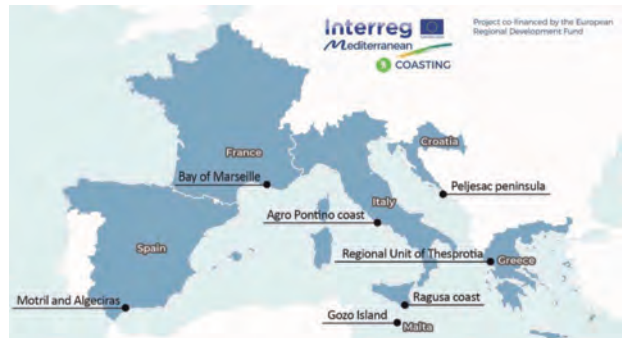 Interreg
Mediterranean
COASTING
Project co-financed by the European
Regional Development Fund
Croatia
France
Bay of Marseille
Peljesac peninsula
Italy
Agro Pontino coast
Spain
Regional Unit of Thesprotia
Greece
Motril and Algeciras
Ragusa coast
Gozo Island
Malta